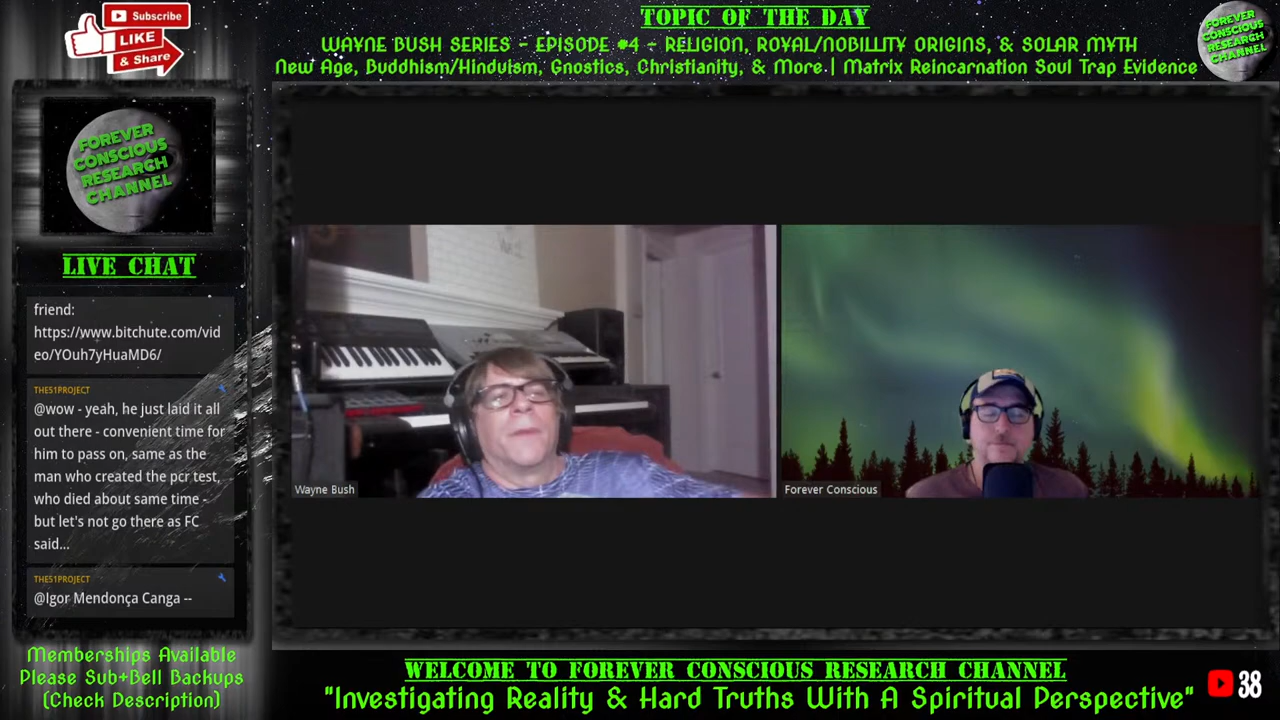 Subscribe
LIKE
& Share
TOPIC OF THE DAY
WAYNE BUSH SERIES - EPISODE #4 - RELIGION, ROYAL/NOBILLITY ORIGINS, & SOLAR MYTH
New Age, Buddhism/Hinduism, Gnostics, Christianity, & More | Matrix Reincarnation Soul Trap Evidence
FOREVER
CONSCIOUS
RESEARCH
CHANNEL
FOREVER
CONSCIOUS
RESEARCH
CHANNEL
LIVE CHAT
friend:
https://www.bitchute.com/vid
eo/YOuh7yHuaMD6/
THE51PROJECT
@wow - yeah, he just laid it all
out there - convenient time for
him to pass on, same as the
man who created the pcr test,
who died about same time -
but let's not go there as FC
said...
THE51PROJECT
@Igor Mendonça Canga --
Wayne Bush
Forever Conscious
Memberships Available
Please Sub+Bell Backups
(Check Description)
WELCOME TO FOREVER CONSCIOUS RESEARCH CHANNEL
"Investigating Reality & Hard Truths With A Spiritual Perspective"
38